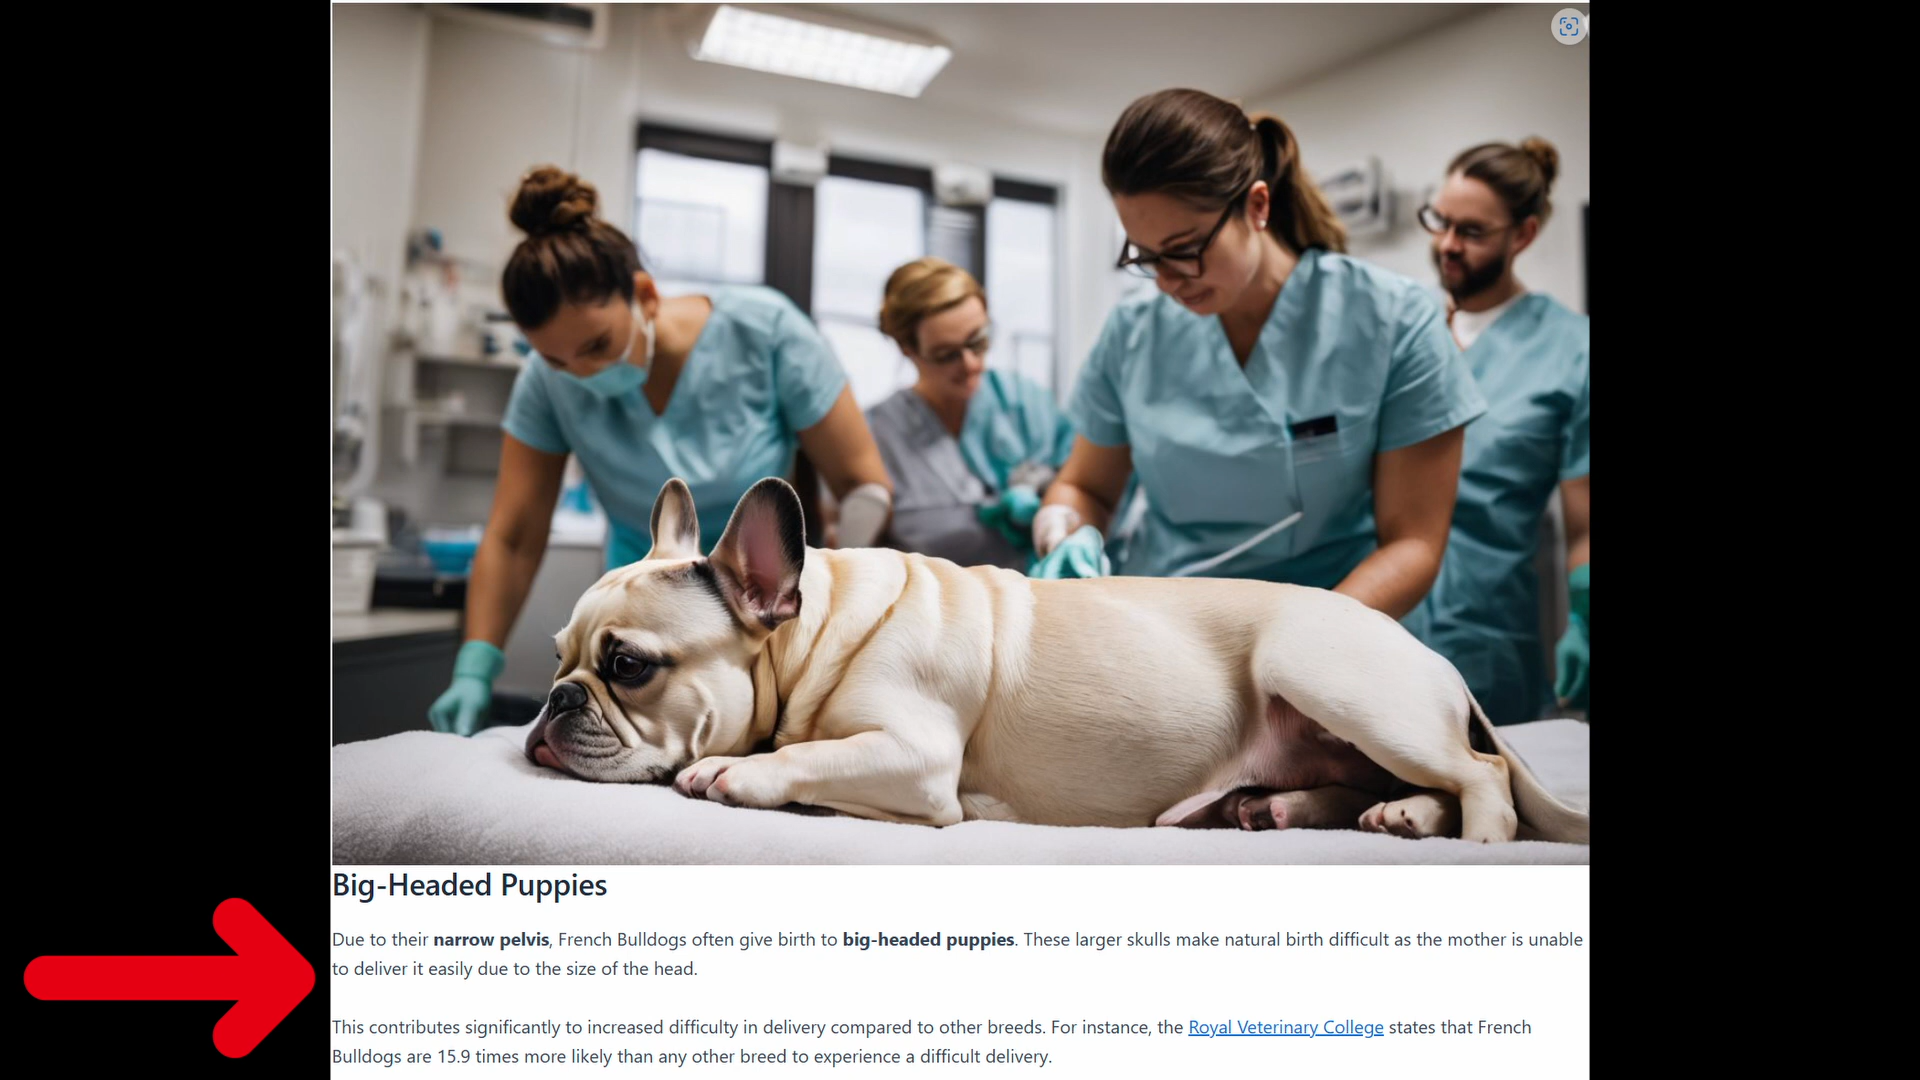 Big-Headed Puppies
Due to their narrow pelvis, French Bulldogs often give birth to big-headed puppies. These larger skulls make natural birth difficult as the mother is unable
to deliver it easily due to the size of the head.
This contributes significantly to increased difficulty in delivery compared to other breeds. For instance, the Royal Veterinary College states that French
Bulldogs are 15.9 times more likely than any other breed to experience a difficult delivery.